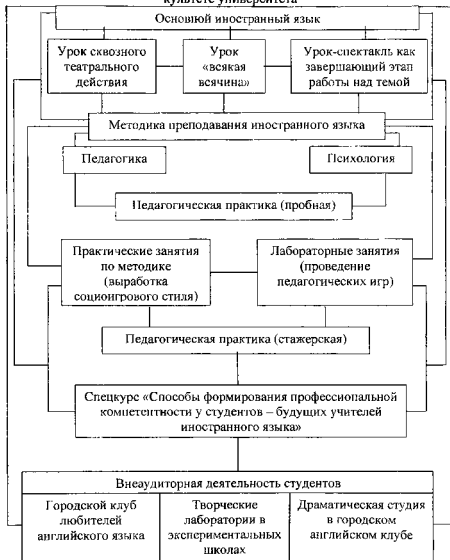 культете университета
Основной иностранный язык
Урок сквозного
театрального
действия
Урок
«всякая
всячина»
Урок-спектакль как
завершающий этап
работы над темой
Методика преподавания иностранного языка
Педагогика
Психология
Педагогическая практика (пробная)
Практические занятия
по методике
(выработка
социоигрового стиля)
Лабораторные занятия
(проведение
педагогических игр)
Педагогическая практика (стажерская)
Спецкурс «Способы формирования профессиональной
компетентности у студентов – будущих учителей
иностранного языка»
Внеаудиторная деятельность студентов
Городской клуб
любителей
английского языка
Творческие
лаборатории в
экспериментальных
школах
Драматическая студия
в городском
английском клубе